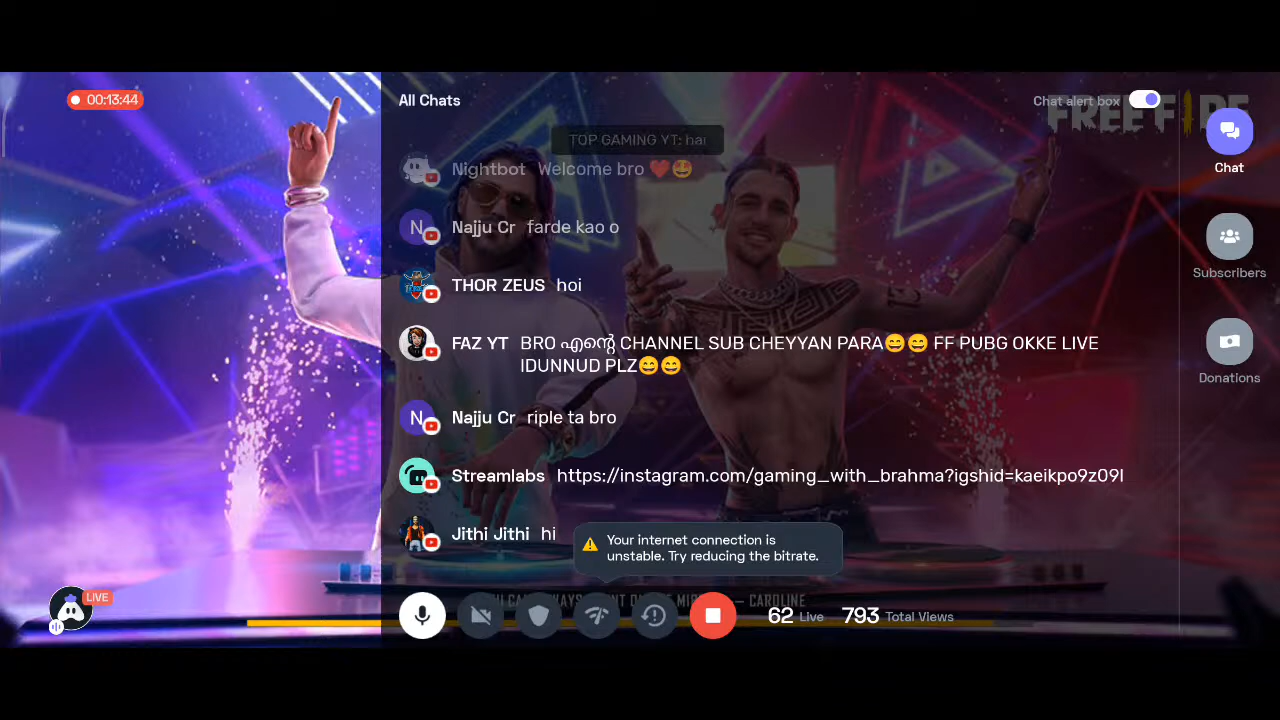 00:13:44
All Chats
Chat alert box
FREE FIRE
TOP GAMING YT: hai
Nightbot Welcome bro ❤️🤩
Chat
N Najju Cr farde kao o
THOR ZEUS hoi
Subscribers
FAZ YT BRO എന്റെ CHANNEL SUB CHEYYAN PARA😄😄 FF PUBG OKKE LIVE
IDUNNUD PLZ😄😄
Donations
N Najju Cr riple ta bro
Streamlabs https://instagram.com/gaming_with_brahma?igshid=kaeikpo9z09l
Jithi Jithi hi
Your internet connection is
unstable. Try reducing the bitrate.
LIVE
— CAROLINE
62 Live 793 Total Views